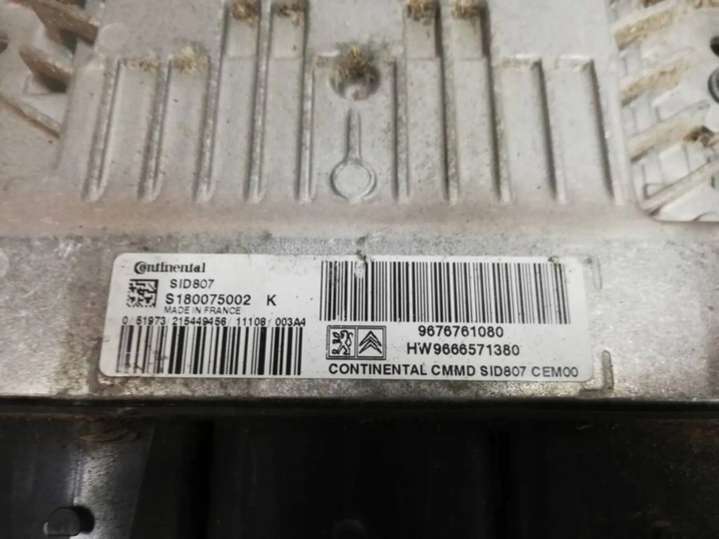 Continental
SID807
S180075002 K
MADE IN FRANCE
0/51973/215449456/11108/003A4
9676761080
HW9666571380
CONTINENTAL CMMD SID807 CEM00